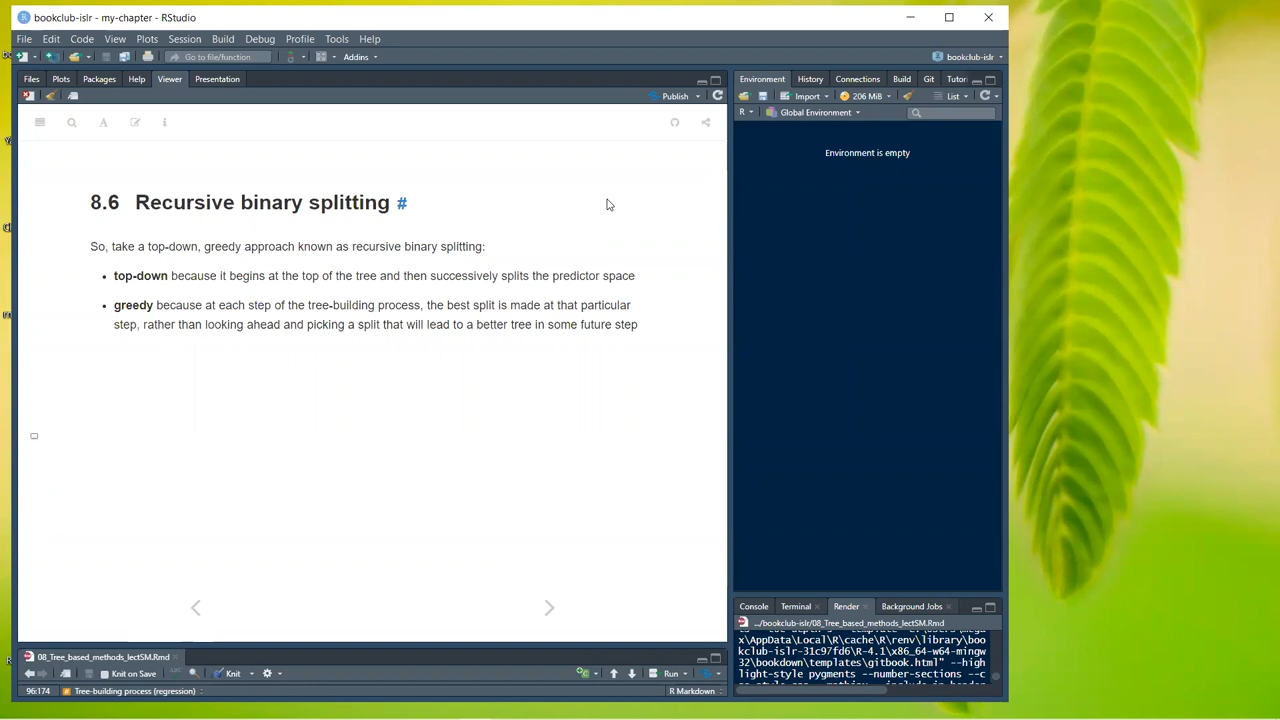 bookclub-islr - my-chapter - RStudio
File Edit Code View Plots Session Build Debug Profile Tools Help
Go to file/function Addins bookclub-islr
Files Plots Packages Help Viewer Presentation
Publish
8.6 Recursive binary splitting #
So, take a top-down, greedy approach known as recursive binary splitting:
• top-down because it begins at the top of the tree and then successively splits the predictor space
• greedy because at each step of the tree-building process, the best split is made at that particular
step, rather than looking ahead and picking a split that will lead to a better tree in some future step
08_Tree_based_methods_lectSM.Rmd
Knit on Save Knit Run
96:174 Tree-building process (regression) R Markdown
Environment History Connections Build Git Tutor
Import 206 MiB List
R Global Environment
Environment is empty
Console Terminal Render Background Jobs
.../bookclub-islr/08_Tree_based_methods_lectSM.Rmd
x\AppData\Local\R\cache\R\renv\library\boo
kclub-islr-31c97fd6\R-4.1\x86_64-w64-mingw
32\bookdown\templates\gitbook.html" --high
light-style pygments --number-sections --c